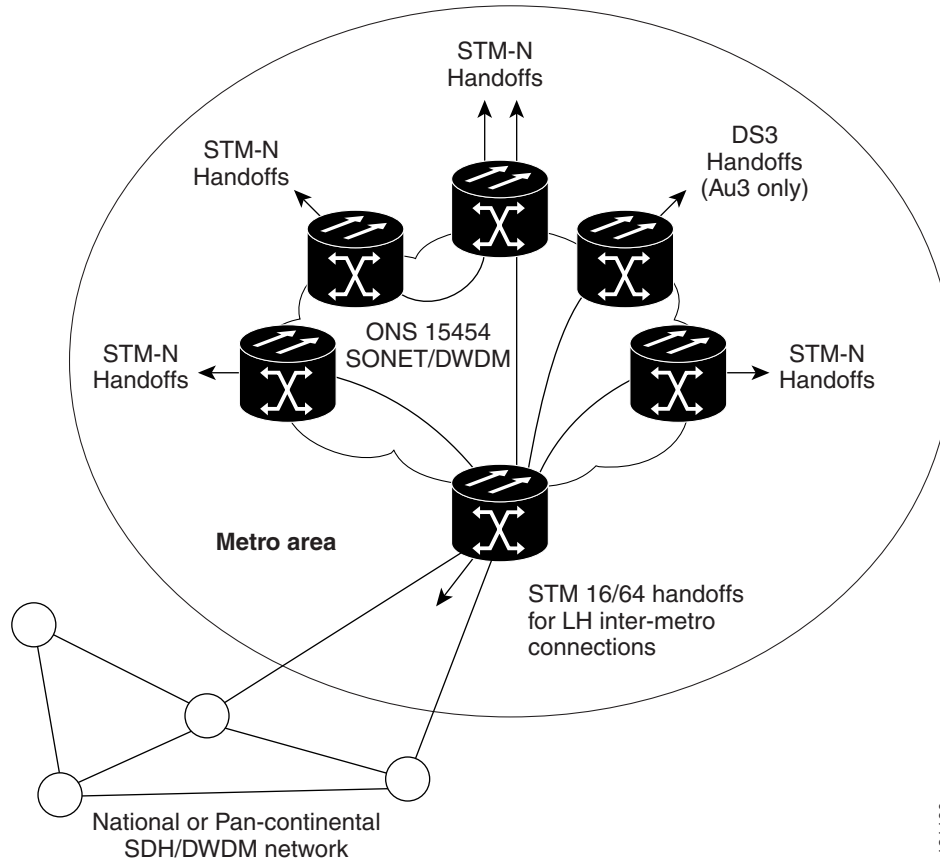 STM-N
Handoffs
STM-N
Handoffs
DS3
Handoffs
(Au3 only)
ONS 15454
SONET/DWDM
STM-N
Handoffs
STM-N
Handoffs
Metro area
STM 16/64 handoffs
for LH inter-metro
connections
National or Pan-continental
SDH/DWDM network